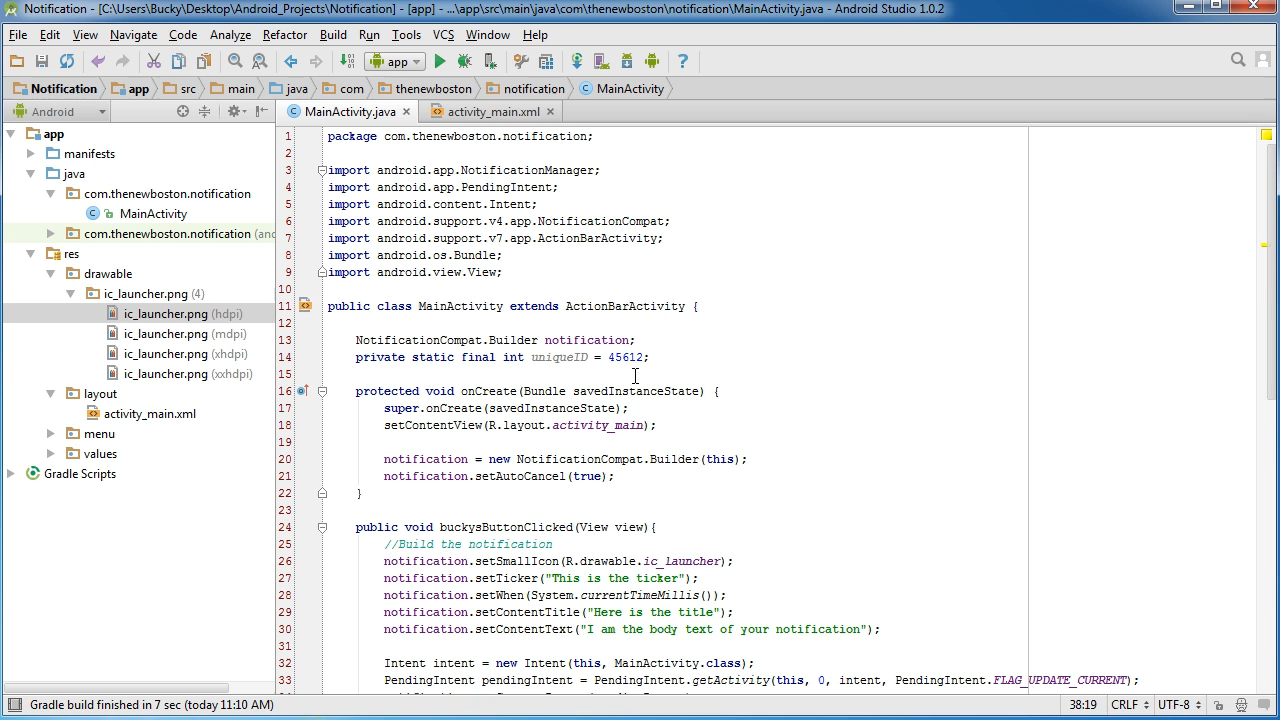 Notification - [C:\Users\Bucky\Desktop\Android_Projects\Notification] - [app] - ...\app\src\main\java\com\thenewboston\notification\MainActivity.java - Android Studio 1.0.2
File Edit View Navigate Code Analyze Refactor Build Run Tools VCS Window Help
app
Notification app src main java com thenewboston notification MainActivity
Android
MainActivity.java activity_main.xml
app
manifests
java
com.thenewboston.notification
MainActivity
com.thenewboston.notification
res
drawable
ic_launcher.png (4)
ic_launcher.png (hdpi)
ic_launcher.png (mdpi)
ic_launcher.png (xhdpi)
ic_launcher.png (xxhdpi)
layout
activity_main.xml
menu
values
Gradle Scripts
1 package com.thenewboston.notification;
2
3 import android.app.NotificationManager;
4 import android.app.PendingIntent;
5 import android.content.Intent;
6 import android.support.v4.app.NotificationCompat;
7 import android.support.v7.app.ActionBarActivity;
8 import android.os.Bundle;
9 import android.view.View;
10
11 public class MainActivity extends ActionBarActivity {
12
13 NotificationCompat.Builder notification;
14 private static final int uniqueID = 45612;
15
16 protected void onCreate(Bundle savedInstanceState) {
17 super.onCreate(savedInstanceState);
18 setContentView(R.layout.activity_main);
19
20 notification = new NotificationCompat.Builder(this);
21 notification.setAutoCancel(true);
22 }
23
24 public void buckysButtonClicked(View view){
25 //Build the notification
26 notification.setSmallIcon(R.drawable.ic_launcher);
27 notification.setTicker("This is the ticker");
28 notification.setWhen(System.currentTimeMillis());
29 notification.setContentTitle("Here is the title");
30 notification.setContentText("I am the body text of your notification");
31
32 Intent intent = new Intent(this, MainActivity.class);
33 PendingIntent pendingIntent = PendingIntent.getActivity(this, 0, intent, PendingIntent.FLAG_UPDATE_CURRENT);
Gradle build finished in 7 sec (today 11:10 AM) 38:19 CRLF UTF-8